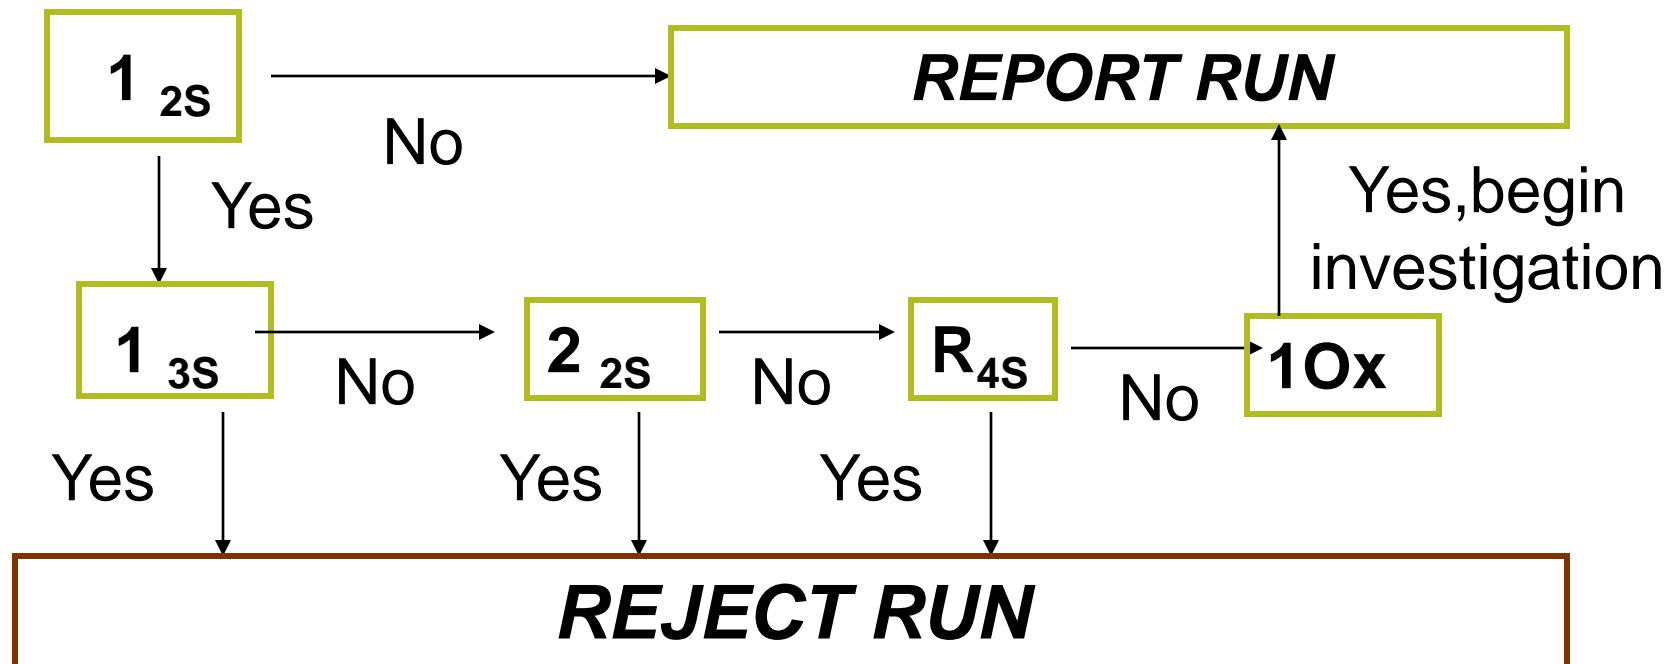 1 2S
REPORT RUN
No
Yes
Yes,begin
investigation
1 3S
No
2 2S
No
R4S
No
1Ox
Yes
Yes
Yes
REJECT RUN